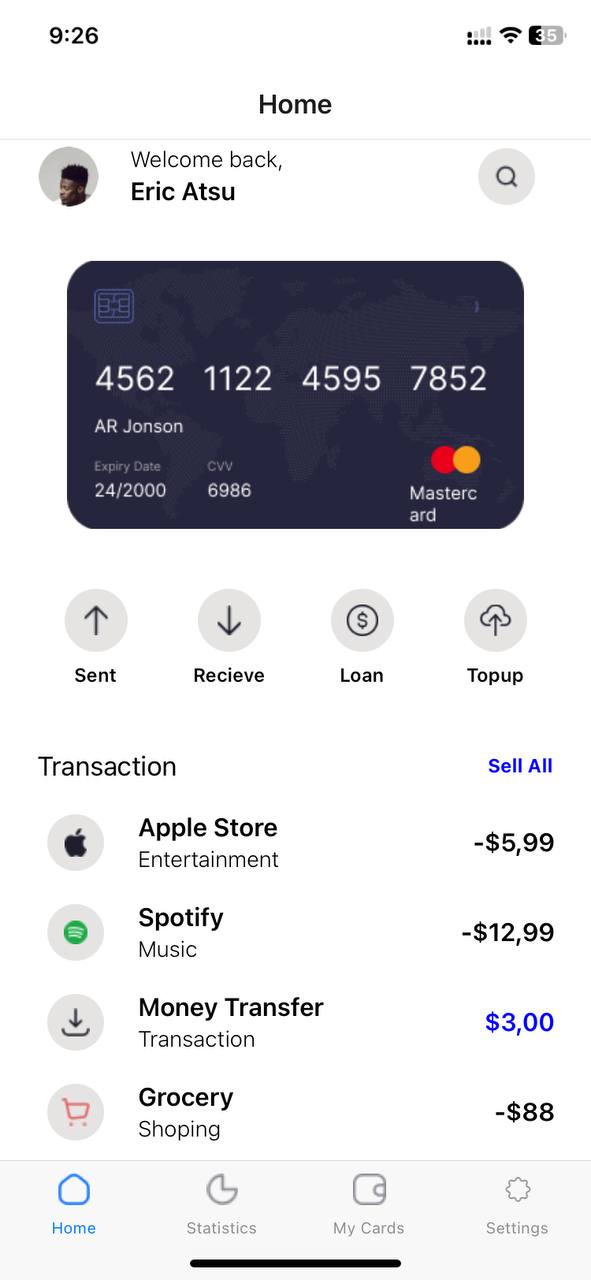 9:26
35
Home
Welcome back,
Eric Atsu
4562 1122 4595 7852
AR Jonson
Expiry Date CVV
24/2000 6986
Masterc
ard
Sent Recieve Loan Topup
Transaction Sell All
Apple Store
Entertainment
-$5,99
Spotify
Music
-$12,99
Money Transfer
Transaction
$3,00
Grocery
Shoping
-$88
Home Statistics My Cards Settings